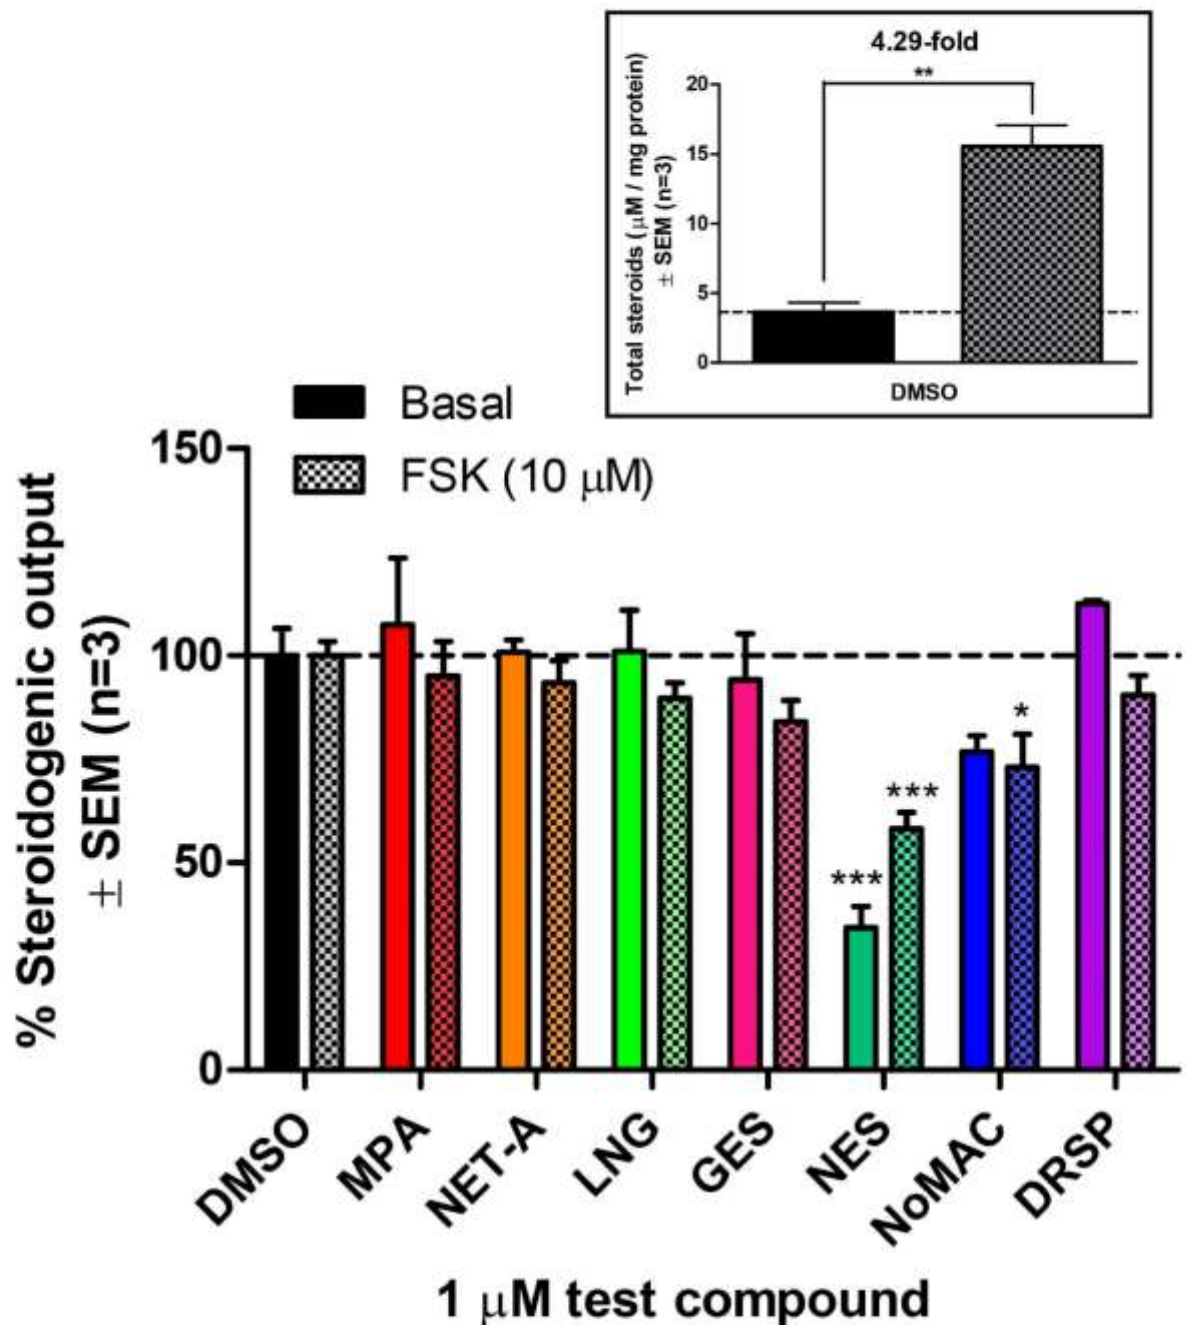 4.29-fold
**
Total steroids (μM / mg protein)
± SEM (n=3)
20
15
10
5
0
DMSO
Basal
FSK (10 μM)
% Steroidogenic output
± SEM (n=3)
150
100
50
0
***
***
*
DMSO
MPA
NET-A
LNG
GES
NES
NoMAC
DRSP
1 μM test compound